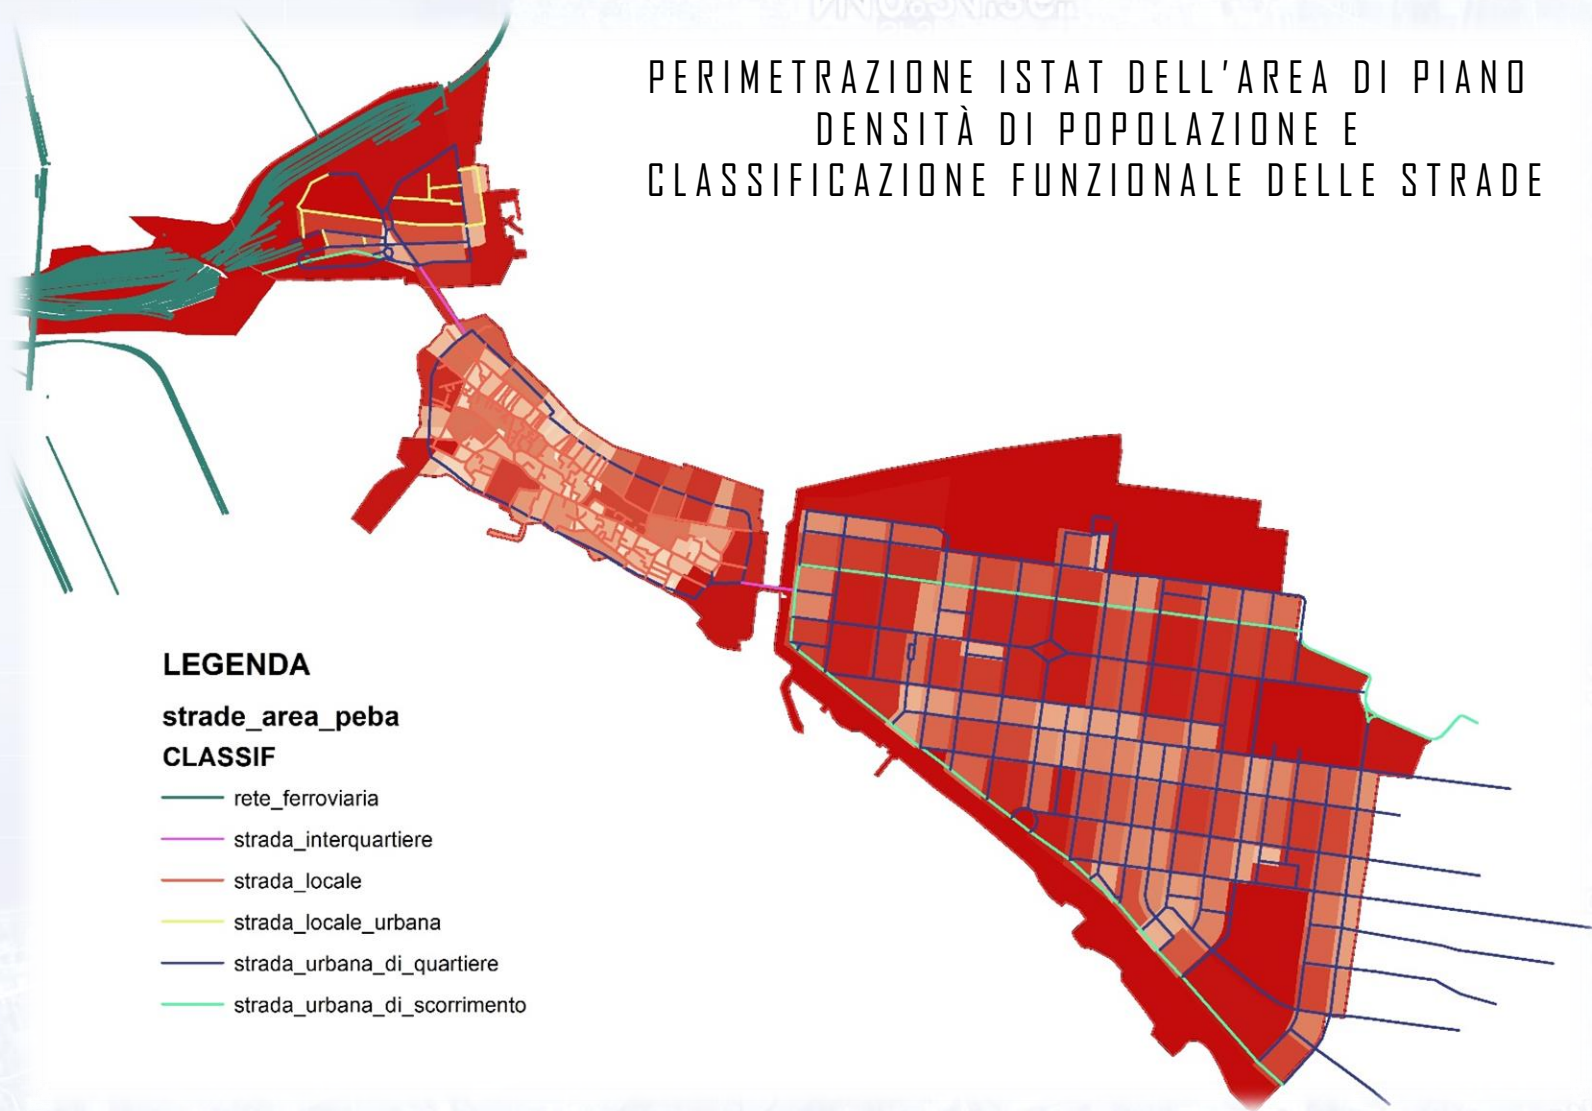 PERIMETRAZIONE ISTAT DELL'AREA DI PIANO
DENSITÀ DI POPOLAZIONE E
CLASSIFICAZIONE FUNZIONALE DELLE STRADE
LEGENDA
strade_area_peba
CLASSIF
rete_ferroviaria
strada_interquartiere
strada_locale
strada_locale_urbana
strada_urbana_di_quartiere
strada_urbana_di_scorrimento